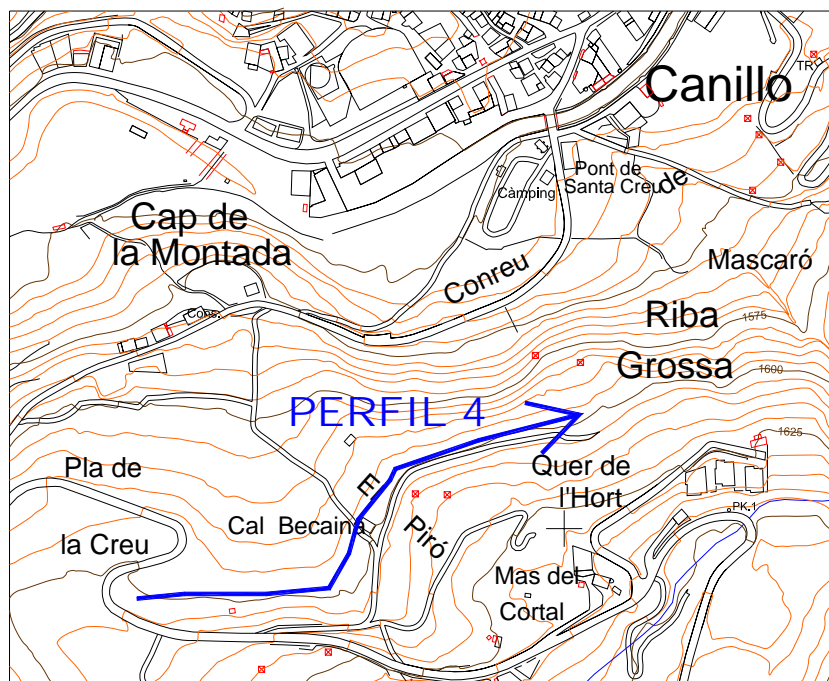 TR
Canillo
Pont de
Santa Creu
de
Càmping
Cap de
la Montada
Conreu
Mascaró
Cons.
Riba
1575
Grossa
1600
PERFIL 4
1625
Pla de
El
Quer de
l'Hort
PK.1
Cal Becaina
Piró
la Creu
Mas del
Cortal